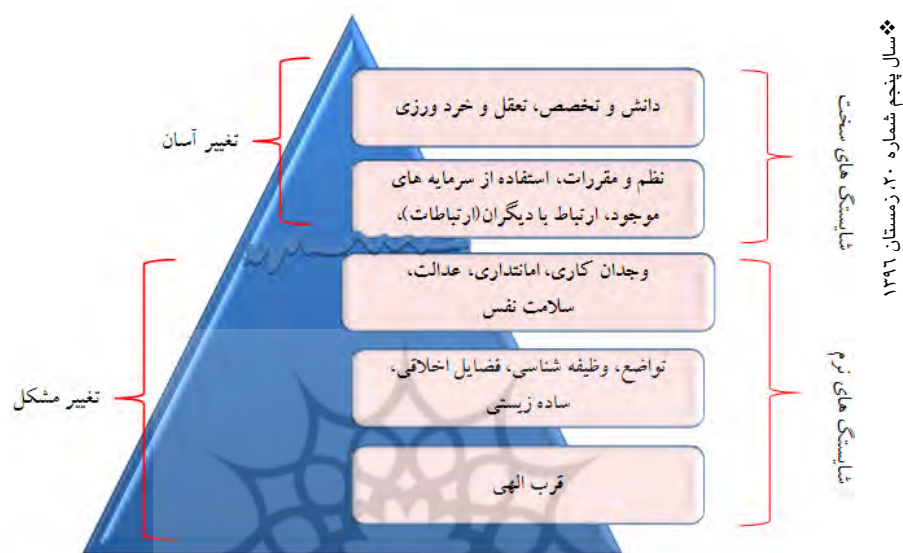 ❖سال پنجم شماره ۲۰، زمستان ۱۳۹۶
شایستگی های سخت
دانش و تخصص، تعقل و خرد ورزی
تغییر آسان
نظم و مقررات، استفاده از سرمایه های
موجود، ارتباط با دیگران(ارتباطات)،
شایستگی های نرم
وجدان کاری، امانتداری، عدالت،
سلامت نفس
تواضع، وظیفه شناسی، فضایل اخلاقی،
ساده زیستی
تغییر مشکل
قرب الهی